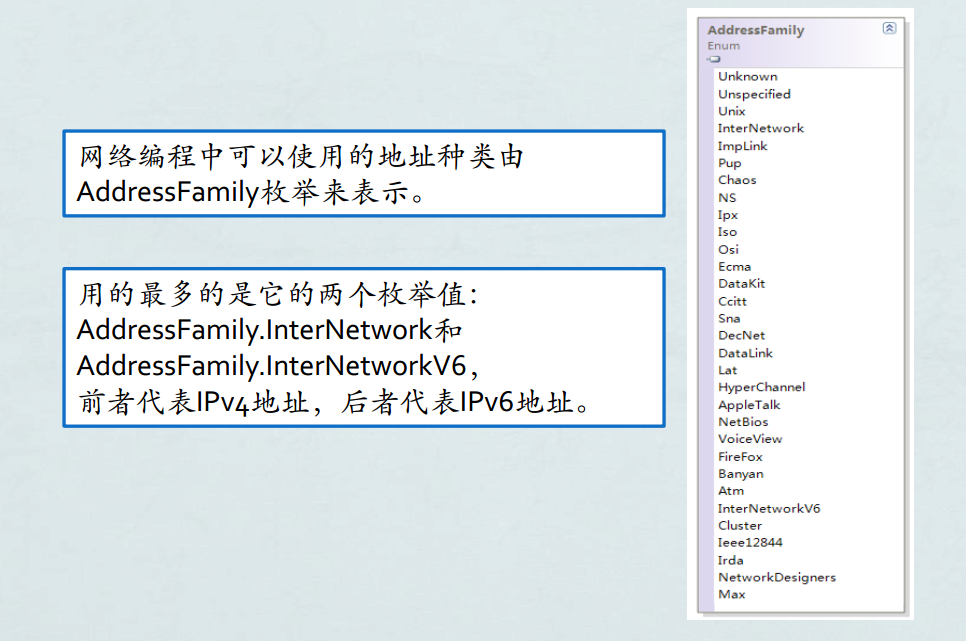 网络编程中可以使用的地址种类由
AddressFamily枚举来表示。
用的最多的是它的两个枚举值：
AddressFamily.InterNetwork和
AddressFamily.InterNetworkV6，
前者代表IPv4地址，后者代表IPv6地址。
AddressFamily
Enum
Unknown
Unspecified
Unix
InterNetwork
ImpLink
Pup
Chaos
NS
Ipx
Iso
Osi
Ecma
DataKit
Ccitt
Sna
DecNet
DataLink
Lat
HyperChannel
AppleTalk
NetBios
VoiceView
FireFox
Banyan
Atm
InterNetworkV6
Cluster
Ieee12844
Irda
NetworkDesigners
Max